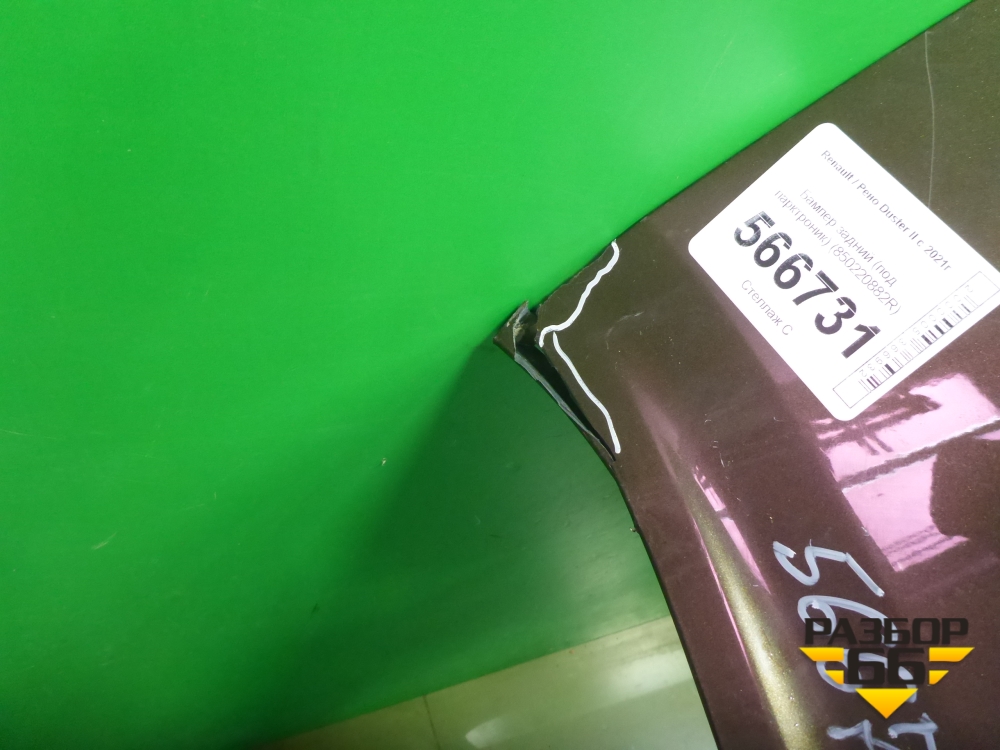 Renault / Рено Duster II с 2021г
Бампер задний (под
парктроник) (850220882R)
566731
Стеллаж С
РАЗБОР
66